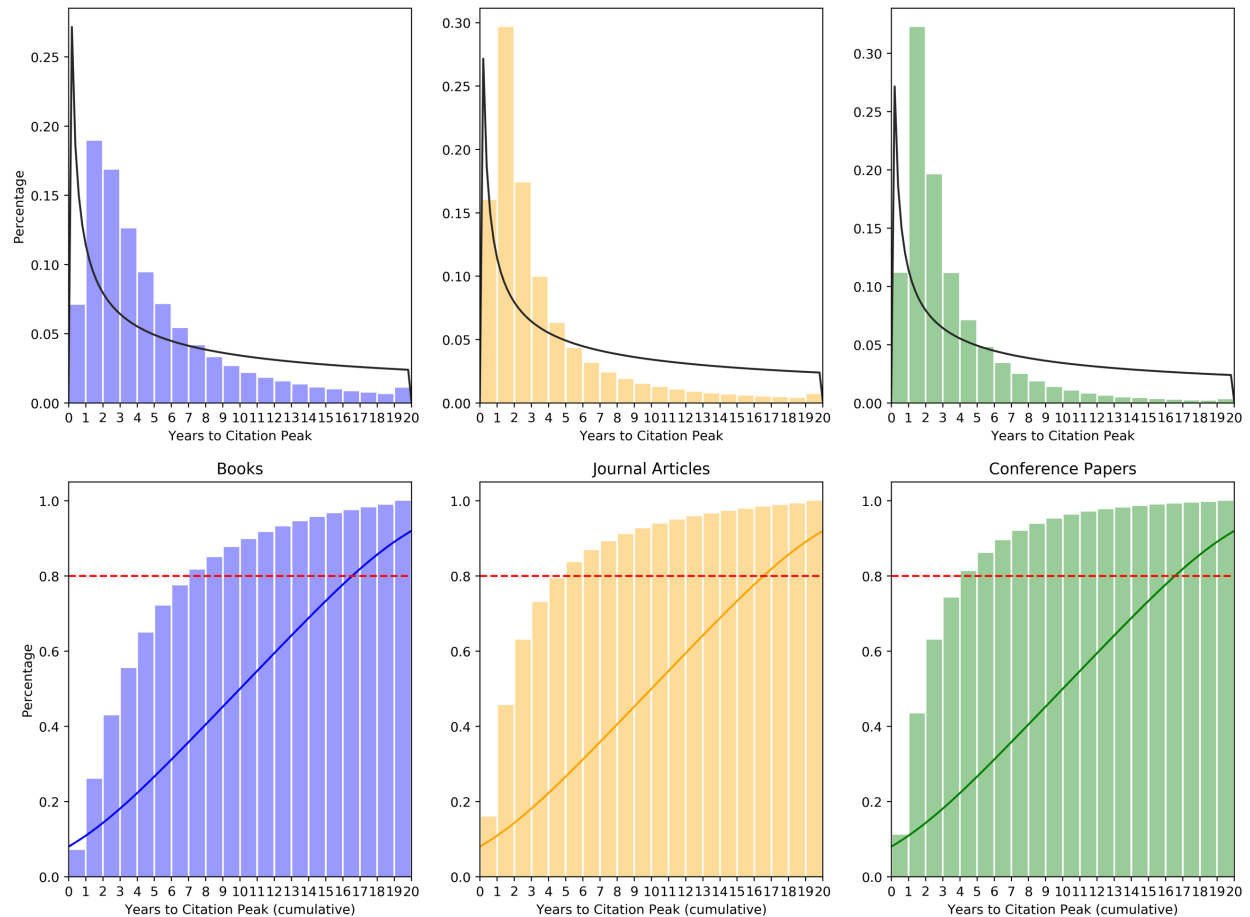 0.25
0.20
0.15
0.10
0.05
0.00
Percentage
0 1 2 3 4 5 6 7 8 9 10 11 12 13 14 15 16 17 18 19 20
Years to Citation Peak
0.30
0.25
0.20
0.15
0.10
0.05
0.00
0 1 2 3 4 5 6 7 8 9 10 11 12 13 14 15 16 17 18 19 20
Years to Citation Peak
0.30
0.25
0.20
0.15
0.10
0.05
0.00
0 1 2 3 4 5 6 7 8 9 10 11 12 13 14 15 16 17 18 19 20
Years to Citation Peak
Books
1.0
0.8
0.6
0.4
0.2
0.0
Percentage
0 1 2 3 4 5 6 7 8 9 10 11 12 13 14 15 16 17 18 19 20
Years to Citation Peak (cumulative)
Journal Articles
1.0
0.8
0.6
0.4
0.2
0.0
0 1 2 3 4 5 6 7 8 9 10 11 12 13 14 15 16 17 18 19 20
Years to Citation Peak (cumulative)
Conference Papers
1.0
0.8
0.6
0.4
0.2
0.0
0 1 2 3 4 5 6 7 8 9 10 11 12 13 14 15 16 17 18 19 20
Years to Citation Peak (cumulative)